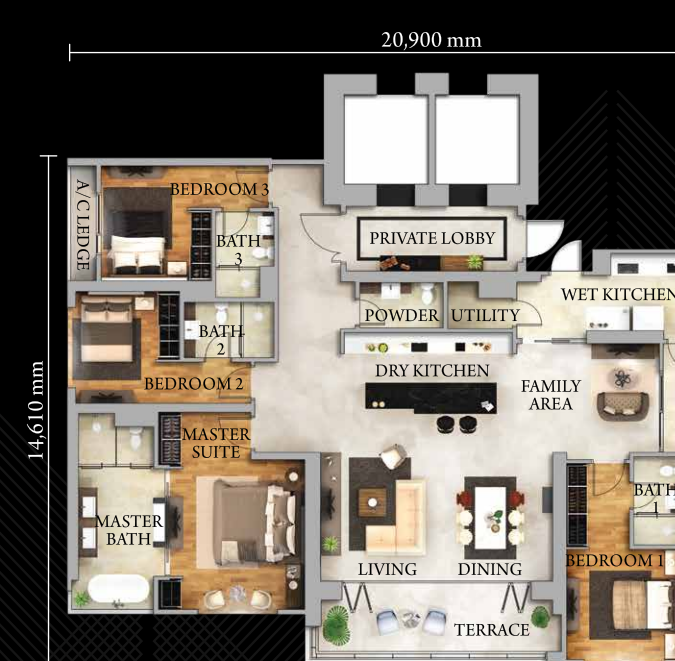 20,900 mm
14,610 mm
A/C LEDGE
BEDROOM 3
BATH
3
PRIVATE LOBBY
WET KITCHEN
POWDER
UTILITY
BATH
2
BEDROOM 2
DRY KITCHEN
FAMILY
AREA
MASTER
SUITE
MASTER
BATH
BATH
1
BEDROOM 1
LIVING
DINING
TERRACE